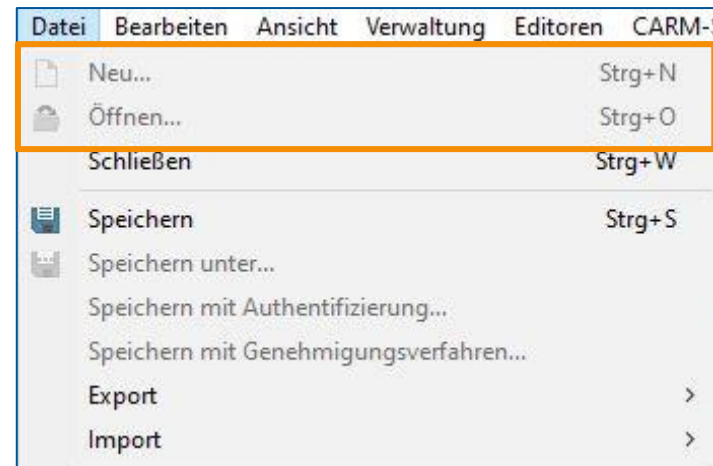 Datei Bearbeiten Ansicht Verwaltung Editoren CARM-
Neu... Strg+N
Öffnen... Strg+O
Schließen Strg+W
Speichern Strg+S
Speichern unter...
Speichern mit Authentifizierung...
Speichern mit Genehmigungsverfahren...
Export >
Import >